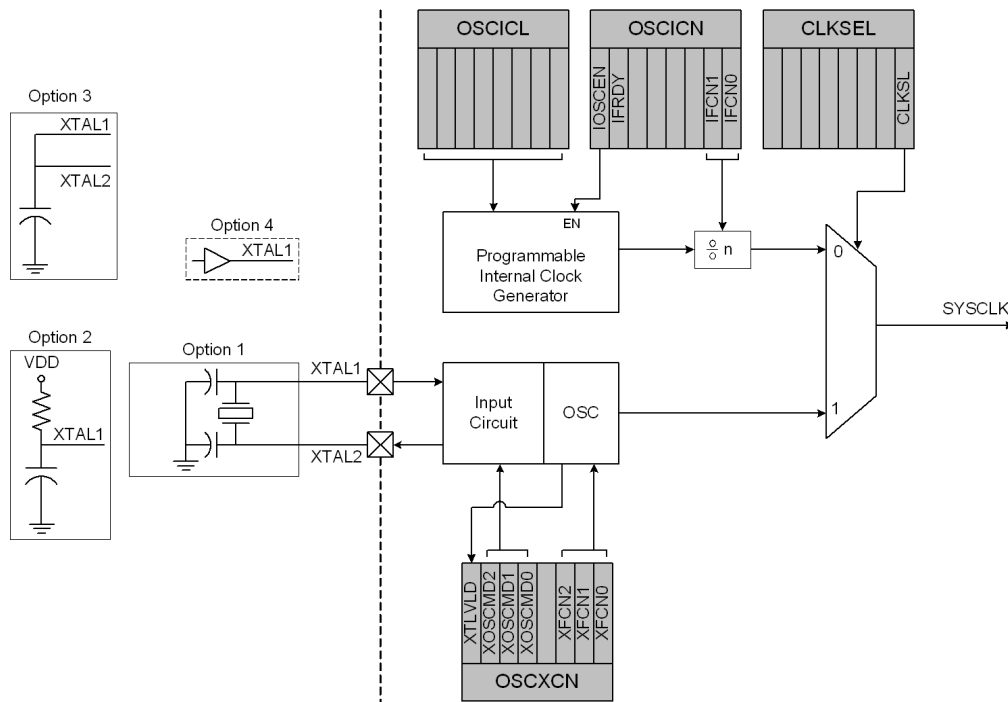 OSCICL
OSCICN
CLKSEL
IOSCEN
IFRDY
IFCN1
IFCN0
CLKSL
Option 3
XTAL1
XTAL2
Option 4
XTAL1
EN
Programmable
Internal Clock
Generator
n
0
SYSCLK
Option 2
VDD
XTAL1
Option 1
XTAL1
XTAL2
Input
Circuit
OSC
1
XTLVLD
XOSCMD2
XOSCMD1
XOSCMD0
XFCN2
XFCN1
XFCN0
OSCXCN